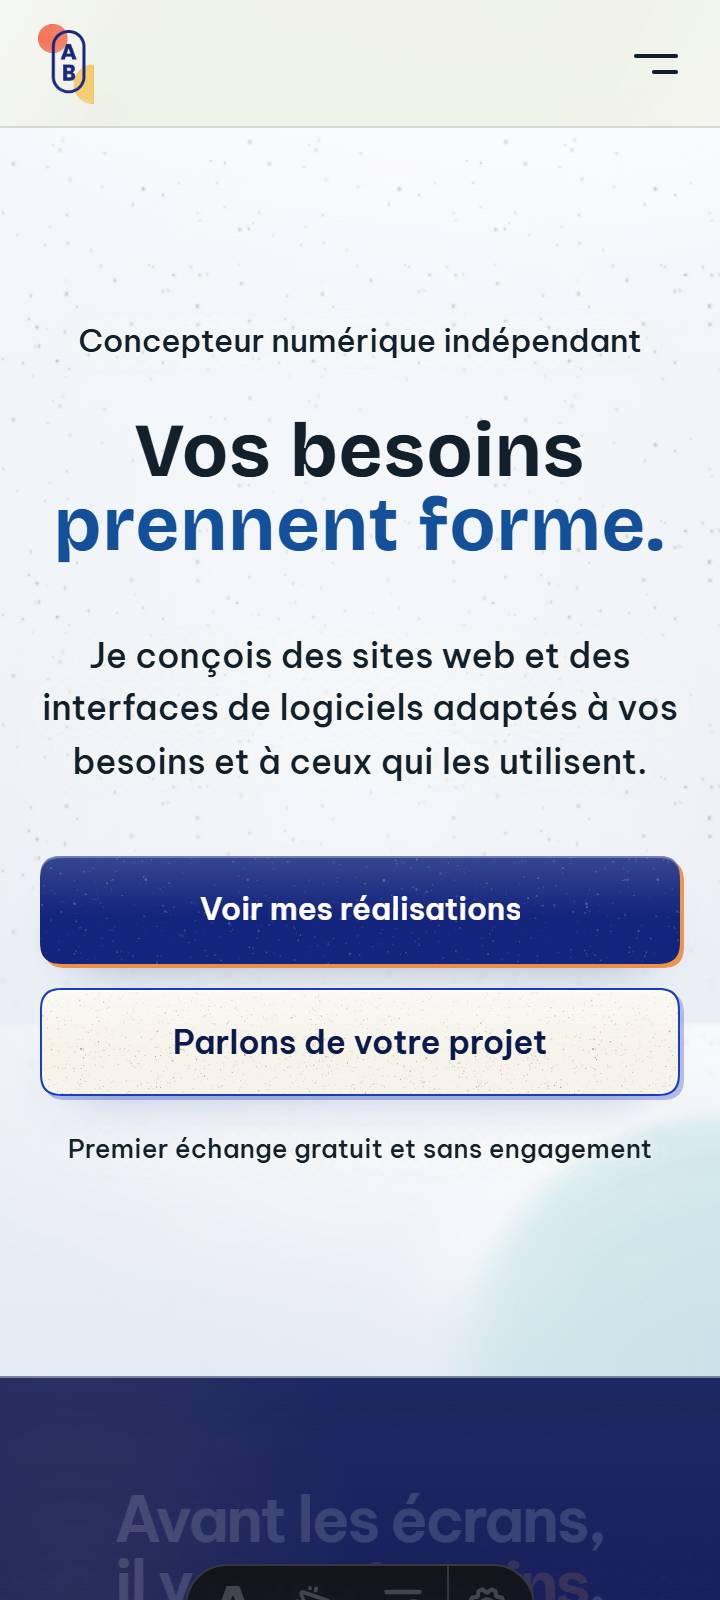 A
B
Concepteur numérique indépendant
Vos besoins
prennent forme.
Je conçois des sites web et des
interfaces de logiciels adaptés à vos
besoins et à ceux qui les utilisent.
Voir mes réalisations
Parlons de votre projet
Premier échange gratuit et sans engagement
Avant les écrans,
il